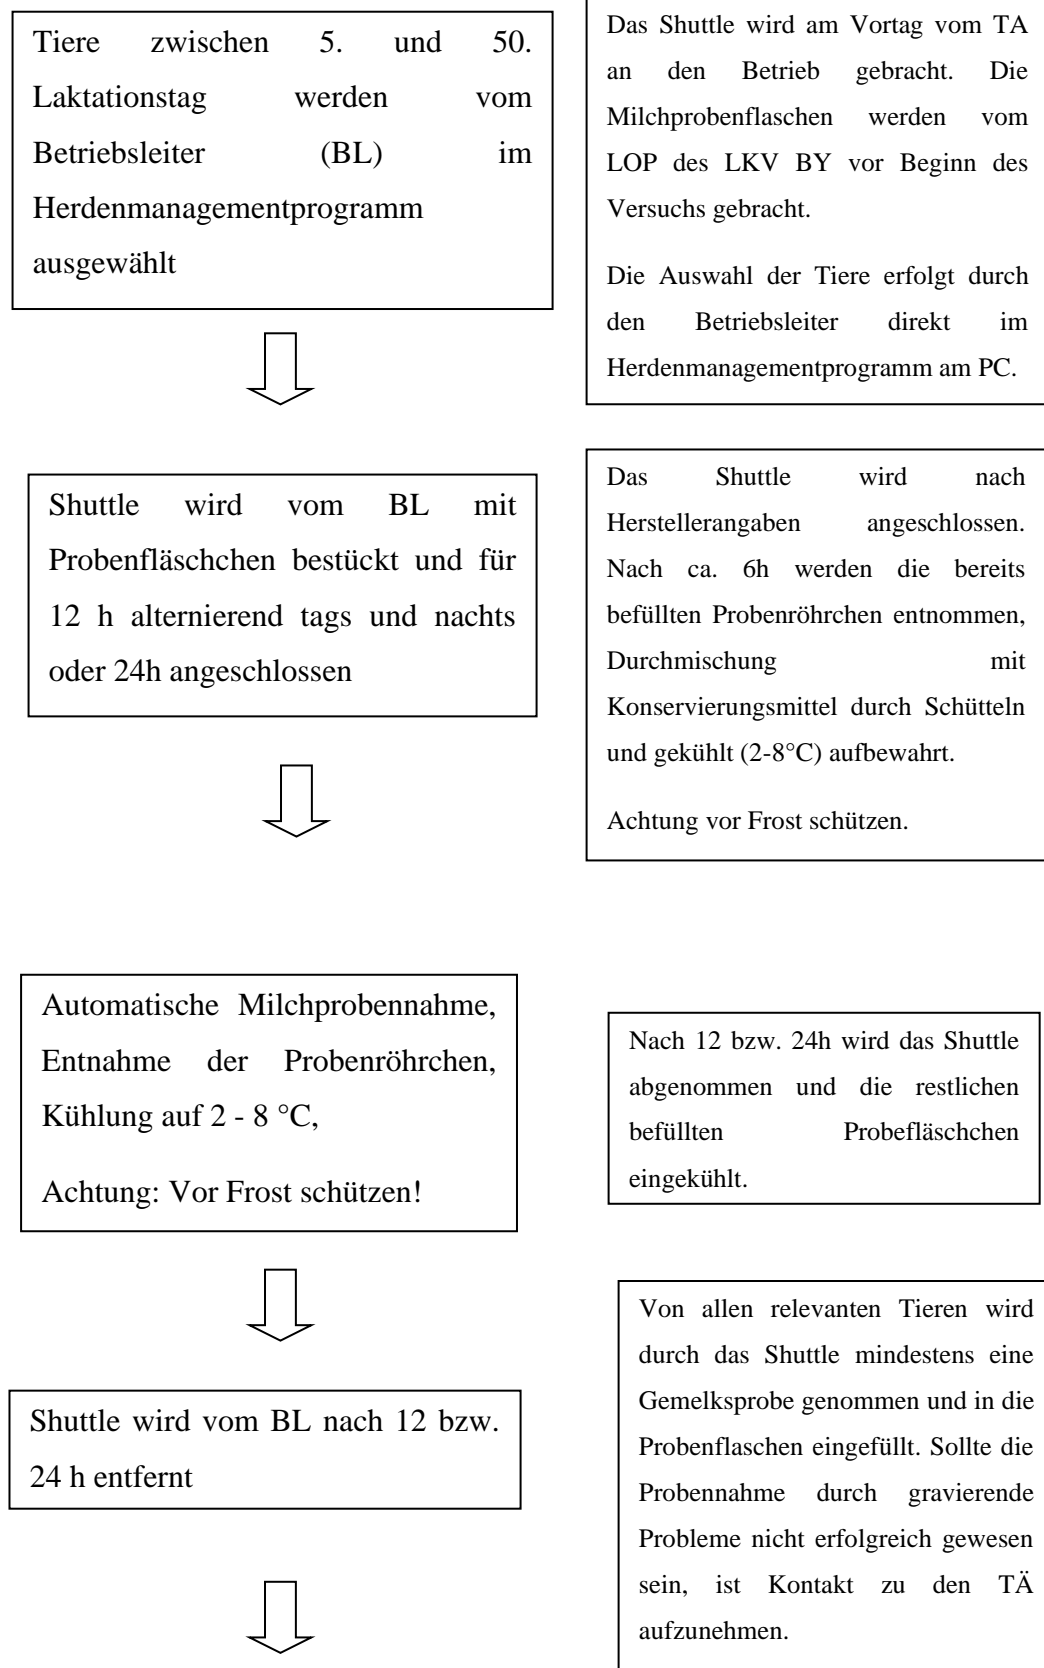 Tiere zwischen 5. und 50.
Laktationstag werden vom
Betriebsleiter (BL) im
Herdenmanagementprogramm
ausgewählt
Das Shuttle wird am Vortag vom TA
an den Betrieb gebracht. Die
Milchprobenflaschen werden vom
LOP des LKV BY vor Beginn des
Versuchs gebracht.
Die Auswahl der Tiere erfolgt durch
den Betriebsleiter direkt im
Herdenmanagementprogramm am PC.
Shuttle wird vom BL mit
Probenfläschchen bestückt und für
12 h alternierend tags und nachts
oder 24h angeschlossen
Das Shuttle wird nach
Herstellerangaben angeschlossen.
Nach ca. 6h werden die bereits
befüllten Probenröhrchen entnommen,
Durchmischung mit
Konservierungsmittel durch Schütteln
und gekühlt (2-8°C) aufbewahrt.
Achtung vor Frost schützen.
Automatische Milchprobennahme,
Entnahme der Probenröhrchen,
Kühlung auf 2 - 8 °C,
Achtung: Vor Frost schützen!
Nach 12 bzw. 24h wird das Shuttle
abgenommen und die restlichen
befüllten Probefläschchen
eingekühlt.
Shuttle wird vom BL nach 12 bzw.
24 h entfernt
Von allen relevanten Tieren wird
durch das Shuttle mindestens eine
Gemelksprobe genommen und in die
Probenflaschen eingefüllt. Sollte die
Probennahme durch gravierende
Probleme nicht erfolgreich gewesen
sein, ist Kontakt zu den TÄ
aufzunehmen.